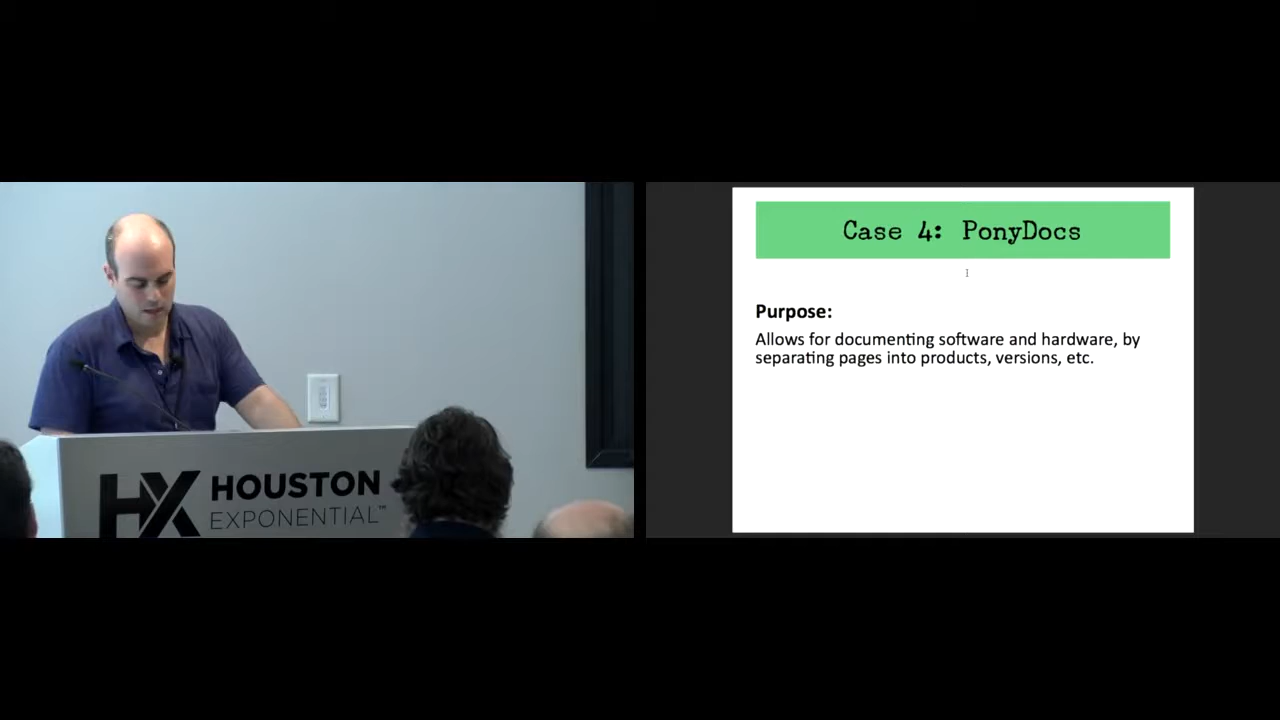 HX HOUSTON
EXPONENTIAL™
Case 4: PonyDocs
Purpose:
Allows for documenting software and hardware, by
separating pages into products, versions, etc.